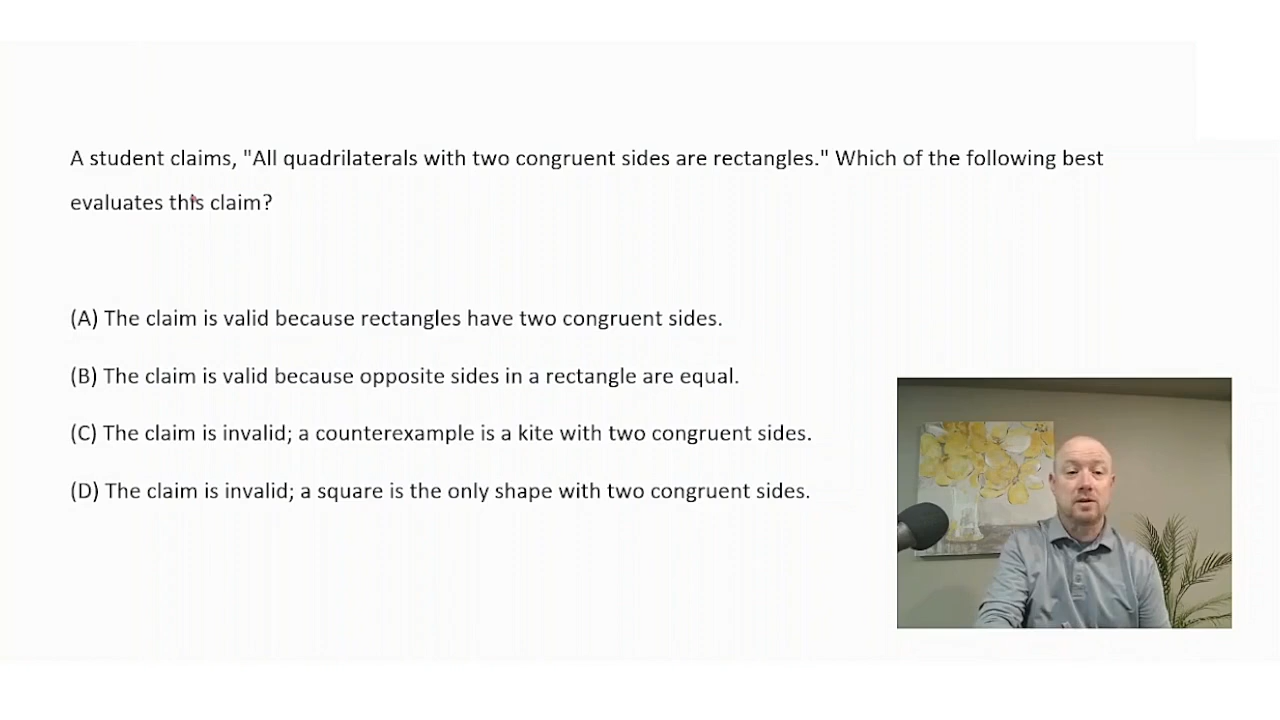 A student claims, "All quadrilaterals with two congruent sides are rectangles." Which of the following best
evaluates this claim?
(A) The claim is valid because rectangles have two congruent sides.
(B) The claim is valid because opposite sides in a rectangle are equal.
(C) The claim is invalid; a counterexample is a kite with two congruent sides.
(D) The claim is invalid; a square is the only shape with two congruent sides.